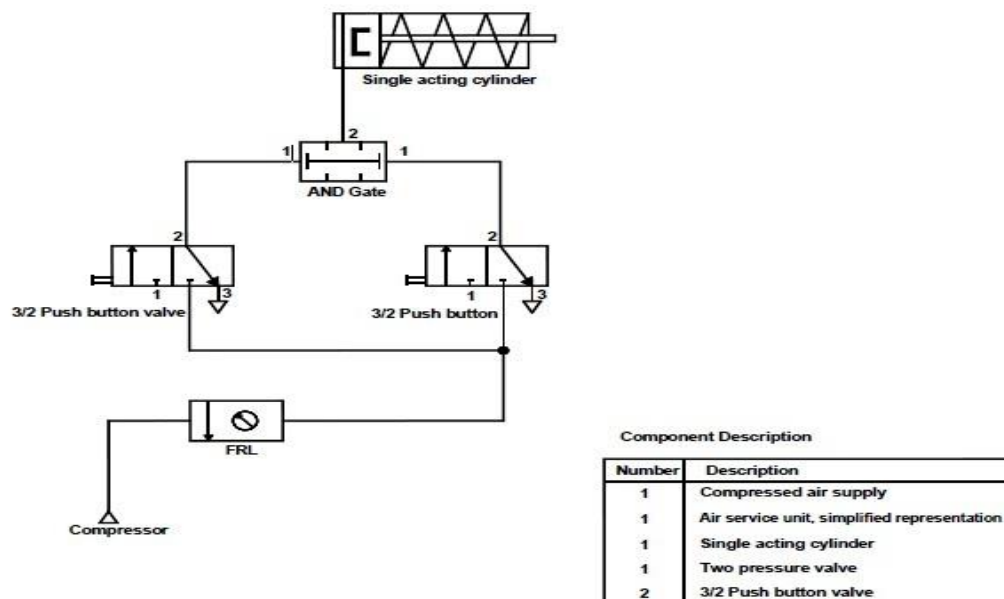 Single acting cylinder
2
1 1
AND Gate
2 2
1 3 1 3
3/2 Push button valve 3/2 Push button
FRL
Compressor
Component Description
Number Description
1 Compressed air supply
1 Air service unit, simplified representation
1 Single acting cylinder
1 Two pressure valve
2 3/2 Push button valve